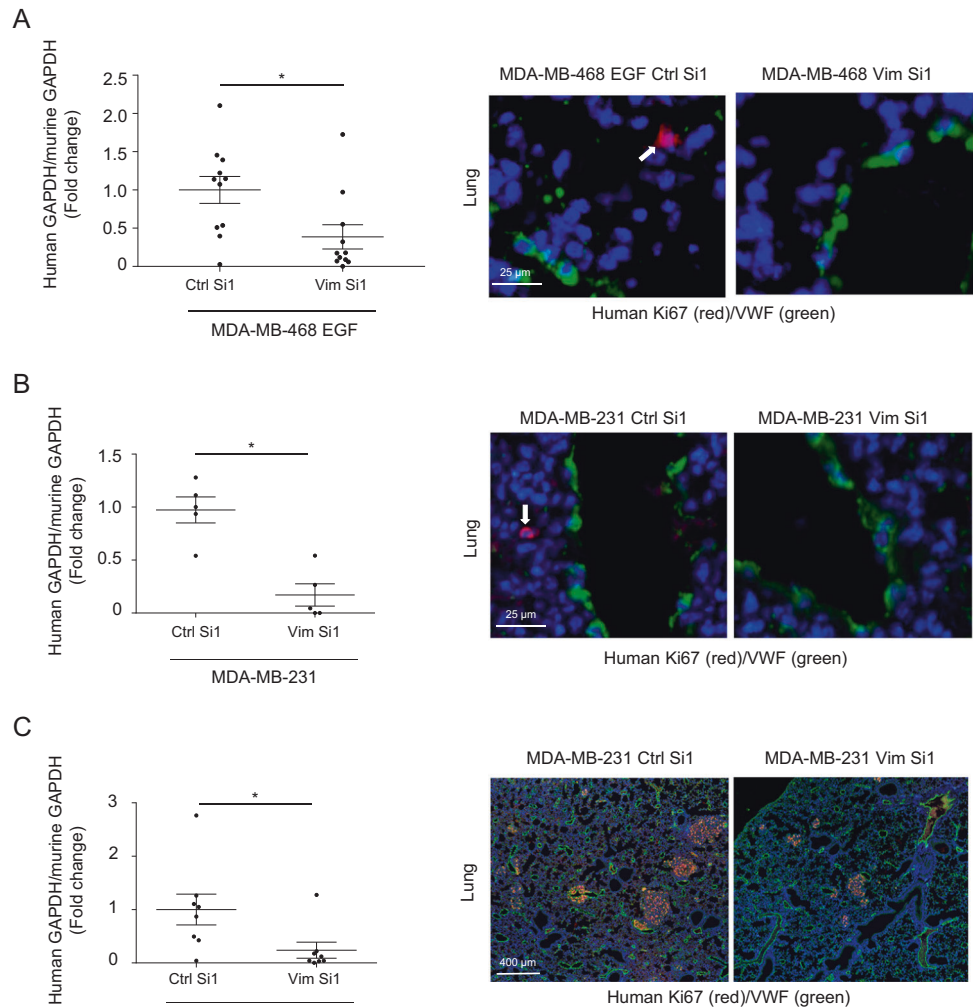 A
Human GAPDH/murine GAPDH
(Fold change)
2.5
2.0
1.5
1.0
0.5
0
*
Ctrl Si1
Vim Si1
MDA-MB-468 EGF
MDA-MB-468 EGF Ctrl Si1
MDA-MB-468 Vim Si1
Lung
25 µm
Human Ki67 (red)/VWF (green)
B
Human GAPDH/murine GAPDH
(Fold change)
1.5
1.0
0.5
0
*
Ctrl Si1
Vim Si1
MDA-MB-231
MDA-MB-231 Ctrl Si1
MDA-MB-231 Vim Si1
Lung
25 µm
Human Ki67 (red)/VWF (green)
C
Human GAPDH/murine GAPDH
(Fold change)
3
2
1
0
*
Ctrl Si1
Vim Si1
MDA-MB-231 Ctrl Si1
MDA-MB-231 Vim Si1
Lung
400 µm
Human Ki67 (red)/VWF (green)